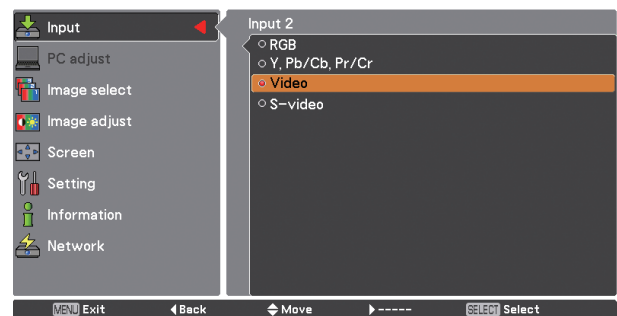 Input
PC adjust
Image select
Image adjust
Screen
Setting
Information
Network
Input 2
RGB
Y, Pb/Cb, Pr/Cr
Video
S-video
MENU Exit
Back
Move
-----
SELECT Select